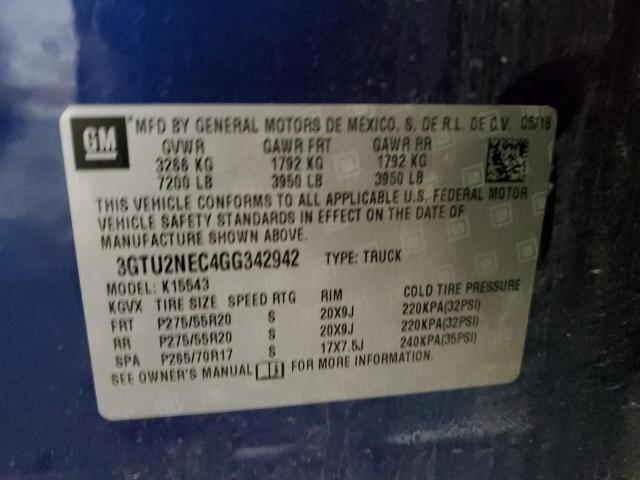 GM MFD BY GENERAL MOTORS DE MEXICO, S. DE R.L. DE C.V. 05/16
GVWR GAWR FRT GAWR RR
3266 KG 1792 KG 1792 KG
7200 LB 3950 LB 3950 LB
THIS VEHICLE CONFORMS TO ALL APPLICABLE U.S. FEDERAL MOTOR
VEHICLE SAFETY STANDARDS IN EFFECT ON THE DATE OF
MANUFACTURE SHOWN ABOVE.
3GTU2NEC4GG342942 TYPE: TRUCK
MODEL: K15543
KGVX TIRE SIZE SPEED RTG RIM COLD TIRE PRESSURE
FRT P275/55R20 S 20X9J 220KPA(32PSI)
RR P275/55R20 S 20X9J 220KPA(32PSI)
SPA P265/70R17 S 17X7.5J 240KPA(35PSI)
SEE OWNER'S MANUAL FOR MORE INFORMATION.